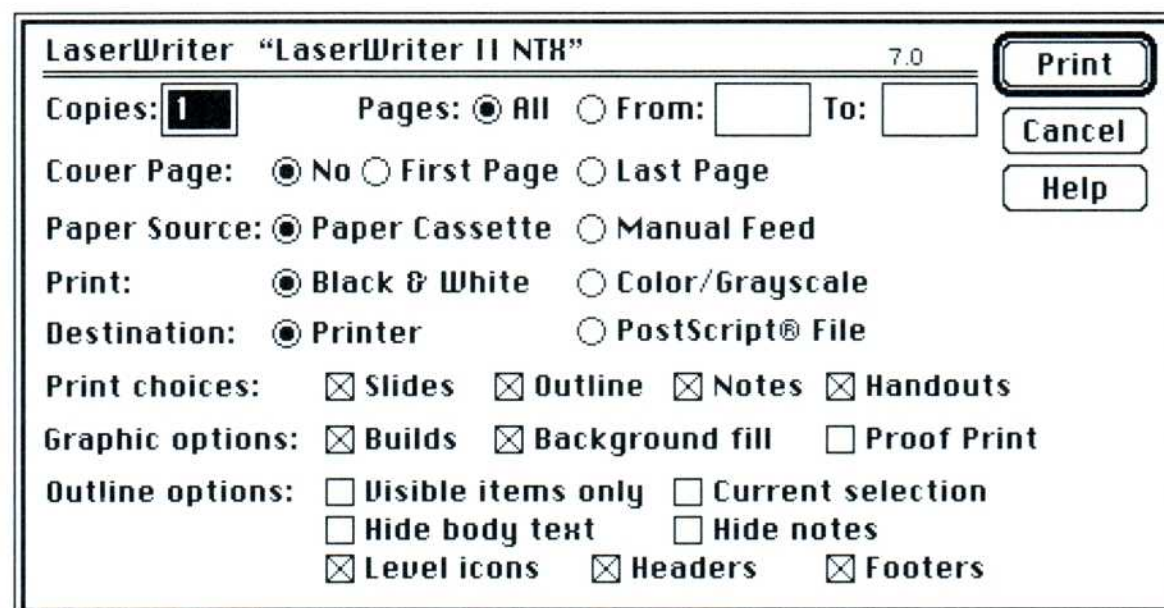 LaserWriter “LaserWriter II NTX” 7.0 Print
Copies: 1 Pages: All From: To:
Cancel
Cover Page: No First Page Last Page
Help
Paper Source: Paper Cassette Manual Feed
Print: Black & White Color/Grayscale
Destination: Printer PostScript® File
Print choices: Slides Outline Notes Handouts
Graphic options: Builds Background fill Proof Print
Outline options: Visible items only Current selection
Hide body text Hide notes
Level icons Headers Footers